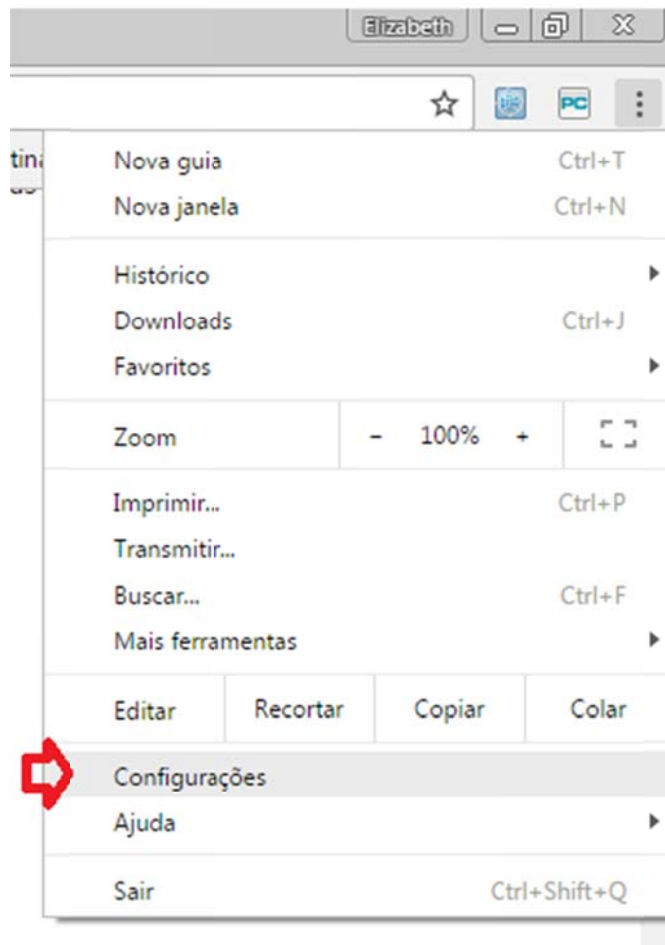 Elizabeth
PC
Nova guia Ctrl+T
Nova janela Ctrl+N
Histórico
Downloads Ctrl+J
Favoritos
Zoom - 100% +
Imprimir... Ctrl+P
Transmitir...
Buscar... Ctrl+F
Mais ferramentas
Editar Recortar Copiar Colar
Configurações
Ajuda
Sair Ctrl+Shift+Q